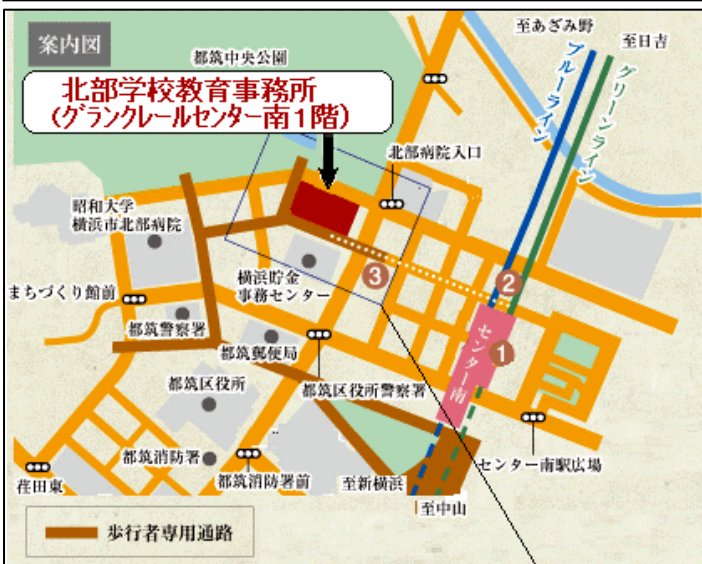 案内図
至あざみ野
至日吉
都筑中央公園
ブルーライン
グリーンライン
北部学校教育事務所
（グランクレールセンター南１階）
北部病院入口
昭和大学
横浜市北部病院
横浜貯金
事務センター
3
2
まちづくり館前
都筑警察署
都筑郵便局
センター南
1
都筑区役所
都筑区役所警察署
都筑消防署
都筑消防署前
センター南駅広場
荏田東
至新横浜
至中山
歩行者専用通路